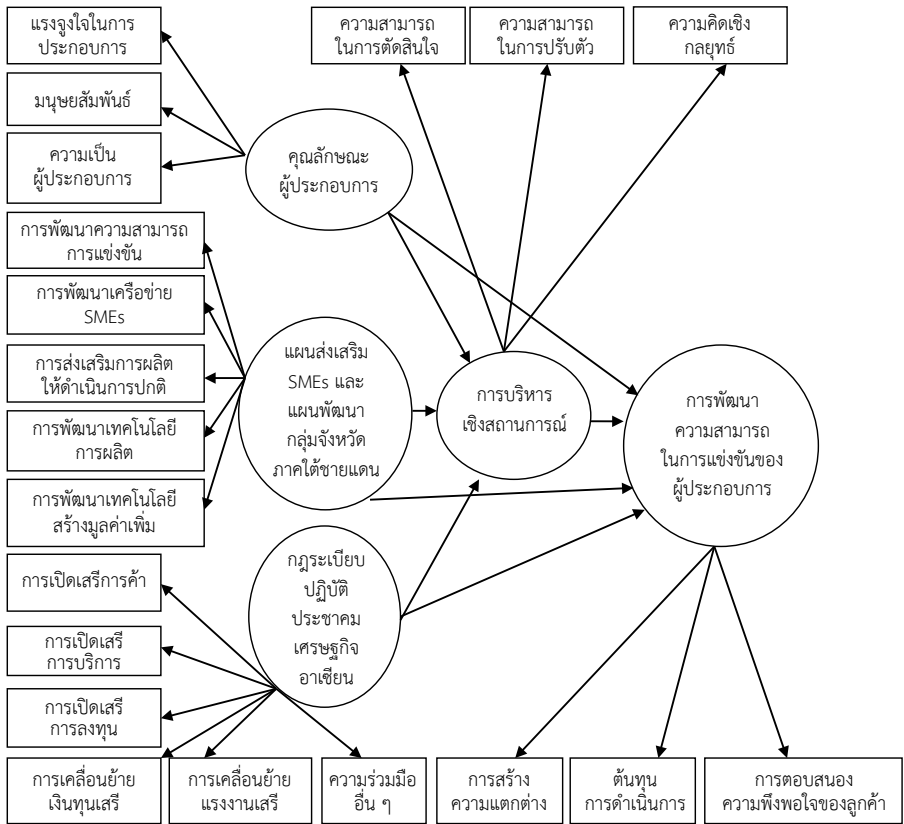 แรงจูงใจในการ
ประกอบการ
ความสามารถ
ในการตัดสินใจ
ความสามารถ
ในการปรับตัว
ความคิดเชิง
กลยุทธ์
มนุษยสัมพันธ์
ความเป็น
ผู้ประกอบการ
คุณลักษณะ
ผู้ประกอบการ
การพัฒนาความสามารถ
การแข่งขัน
การพัฒนาเครือข่าย
SMEs
การส่งเสริมการผลิต
ให้ดำเนินการปกติ
การพัฒนาเทคโนโลยี
การผลิต
การพัฒนาเทคโนโลยี
สร้างมูลค่าเพิ่ม
แผนส่งเสริม
SMEs และ
แผนพัฒนา
กลุ่มจังหวัด
ภาคใต้ชายแดน
การบริหาร
เชิงสถานการณ์
การพัฒนา
ความสามารถ
ในการแข่งขันของ
ผู้ประกอบการ
กฎระเบียบ
ปฏิบัติ
ประชาคม
เศรษฐกิจ
อาเซียน
การเปิดเสรีการค้า
การเปิดเสรี
การบริการ
การเปิดเสรี
การลงทุน
การเคลื่อนย้าย
เงินทุนเสรี
การเคลื่อนย้าย
แรงงานเสรี
ความร่วมมือ
อื่น ๆ
การสร้าง
ความแตกต่าง
ต้นทุน
การดำเนินการ
การตอบสนอง
ความพึงพอใจของลูกค้า